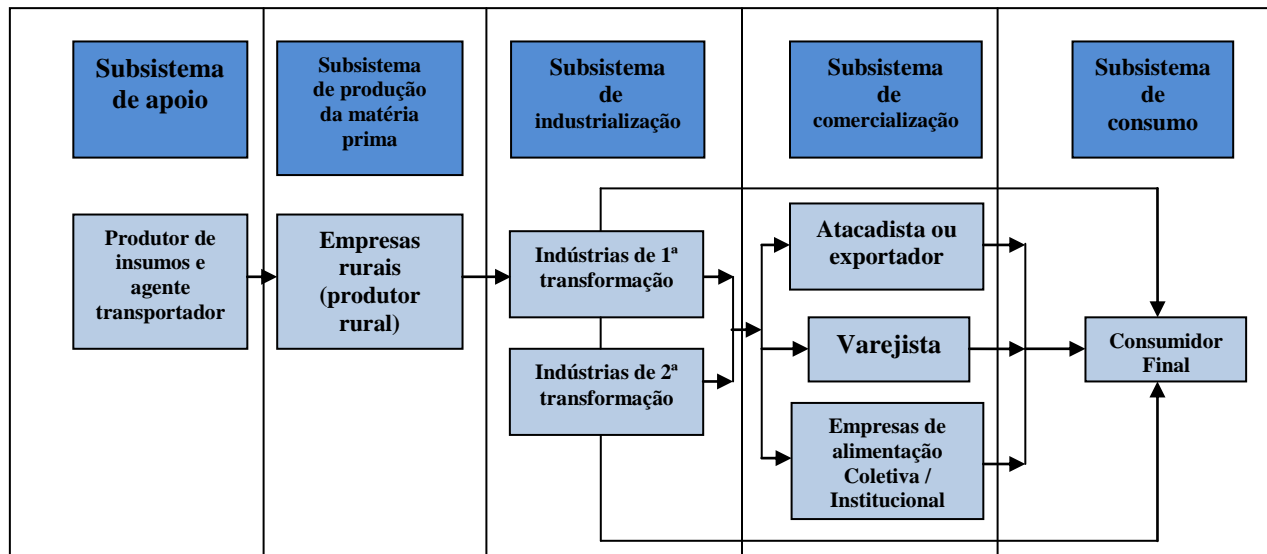 Subsistema
de apoio
Subsistema
de produção
da matéria
prima
Subsistema
de
industrialização
Subsistema
de
comercialização
Subsistema
de
consumo
Produtor de
insumos e
agente
transportador
Empresas
rurais
(produtor
rural)
Indústrias de 1ª
transformação
Indústrias de 2ª
transformação
Atacadista ou
exportador
Varejista
Empresas de
alimentação
Coletiva /
Institucional
Consumidor
Final